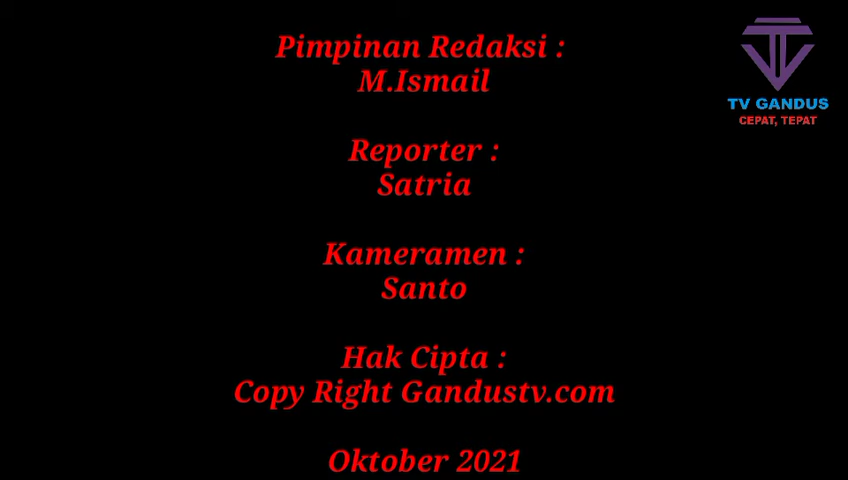 Pimpinan Redaksi :
M.Ismail
Reporter :
Satria
Kameramen :
Santo
Hak Cipta :
Copy Right Gandustv.com
Oktober 2021
TV GANDUS
CEPAT, TEPAT